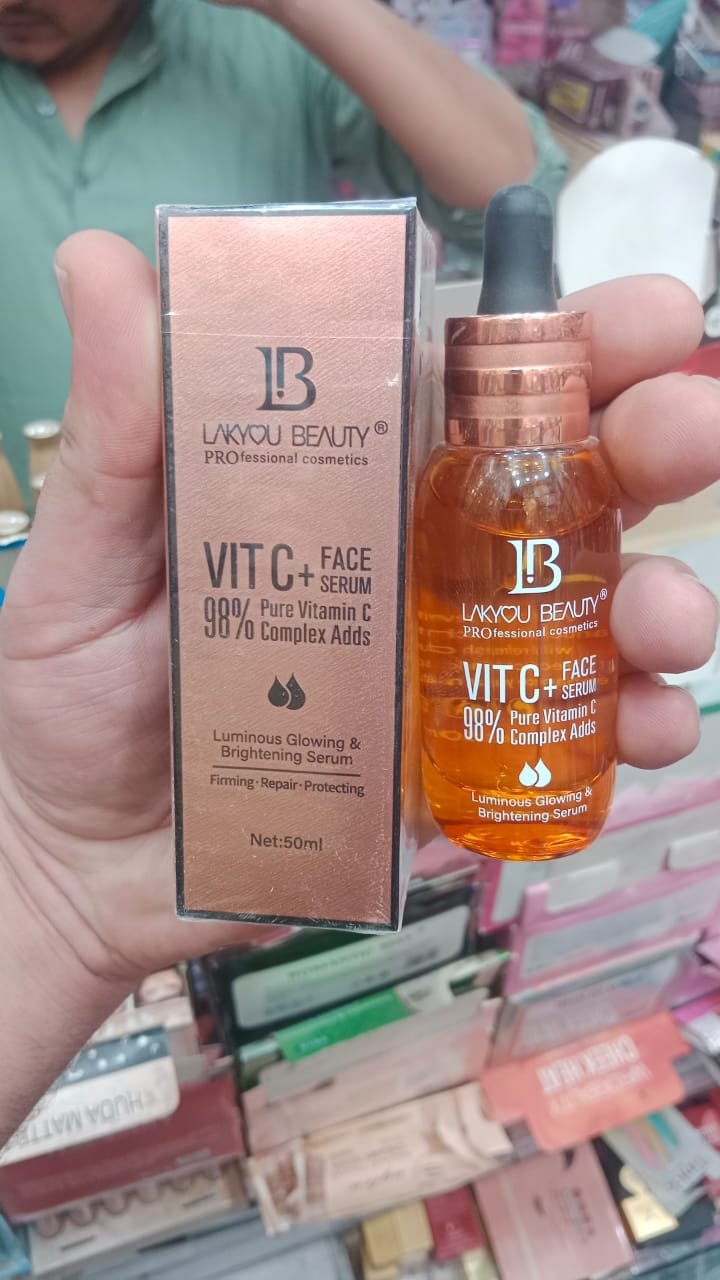 LB
LAKYOU BEAUTY®
PROfessional cosmetics
VIT C+ FACE SERUM
98% Pure Vitamin C Complex Adds
Luminous Glowing &
Brightening Serum
Firming·Repair·Protecting
Net:50ml
LB
LAKYOU BEAUTY®
PROfessional cosmetics
VIT C+ FACE SERUM
98% Pure Vitamin C Complex Adds
Luminous Glowing &
Brightening Serum
HUDA MATTE
CHEEK HEAT